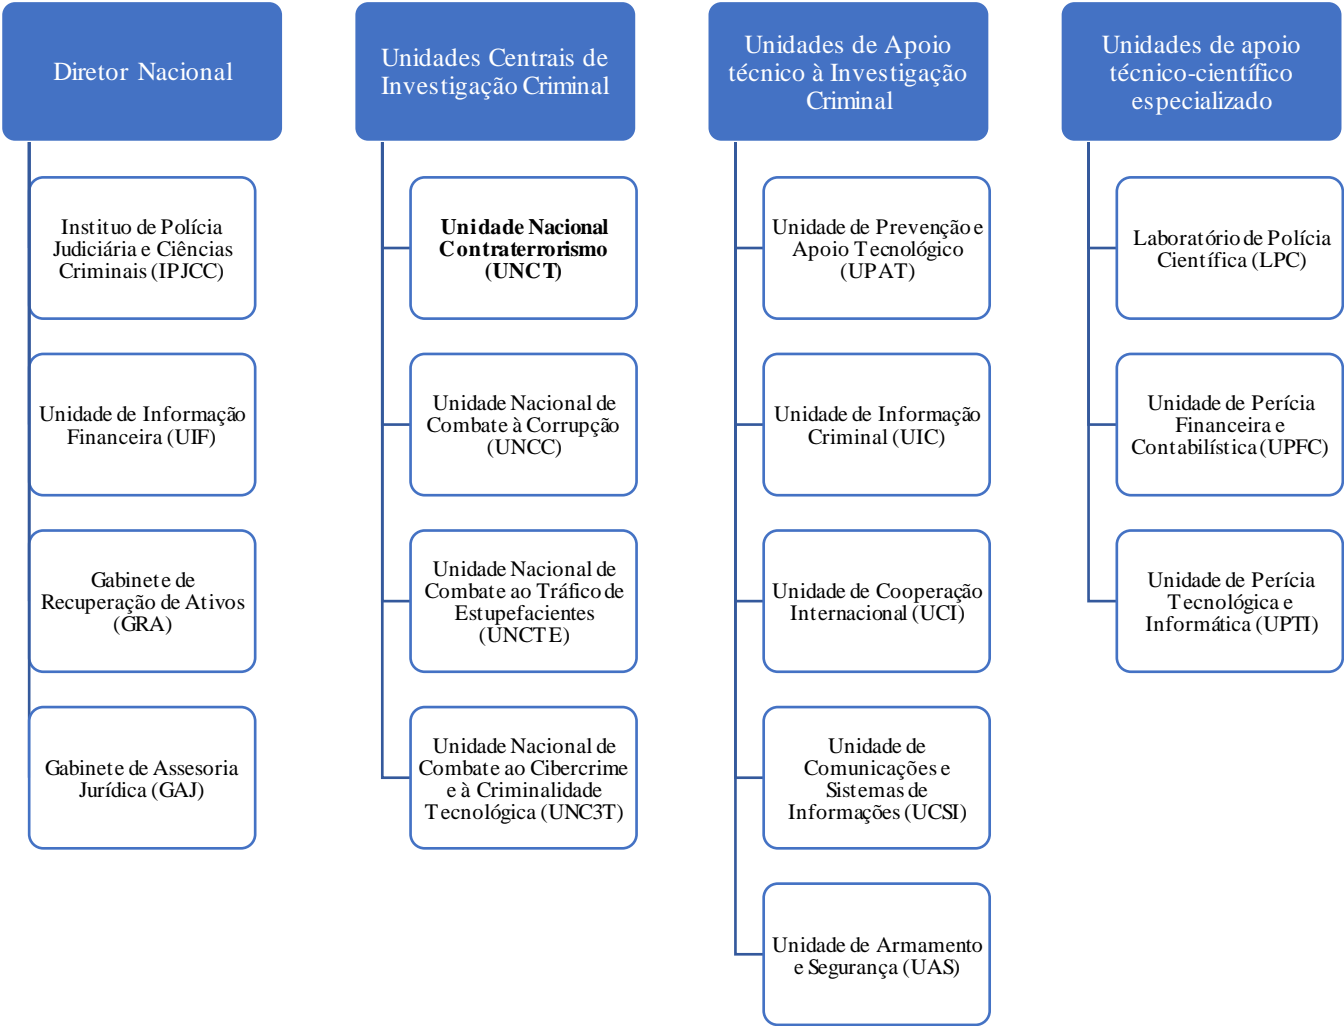 Diretor Nacional
Instituo de Polícia
Judiciária e Ciências
Criminais (IPJCC)
Unidade de Informação
Financeira (UIF)
Gabinete de
Recuperação de Ativos
(GRA)
Gabinete de Assesoria
Jurídica (GAJ)
Unidades Centrais de
Investigação Criminal
Unidade Nacional
Contraterrorismo
(UNCT)
Unidade Nacional de
Combate à Corrupção
(UNCC)
Unidade Nacional de
Combate ao Tráfico de
Estupefacientes
(UNCTE)
Unidade Nacional de
Combate ao Cibercrime
e à Criminalidade
Tecnológica (UNC3T)
Unidades de Apoio
técnico à Investigação
Criminal
Unidade de Prevenção e
Apoio Tecnológico
(UPAT)
Unidade de Informação
Criminal (UIC)
Unidade de Cooperação
Internacional (UCI)
Unidade de
Comunicações e
Sistemas de
Informações (UCSI)
Unidade de Armamento
e Segurança (UAS)
Unidades de apoio
técnico-científico
especializado
Laboratório de Polícia
Científica (LPC)
Unidade de Perícia
Financeira e
Contabilística (UPFC)
Unidade de Perícia
Tecnológica e
Informática (UPTI)